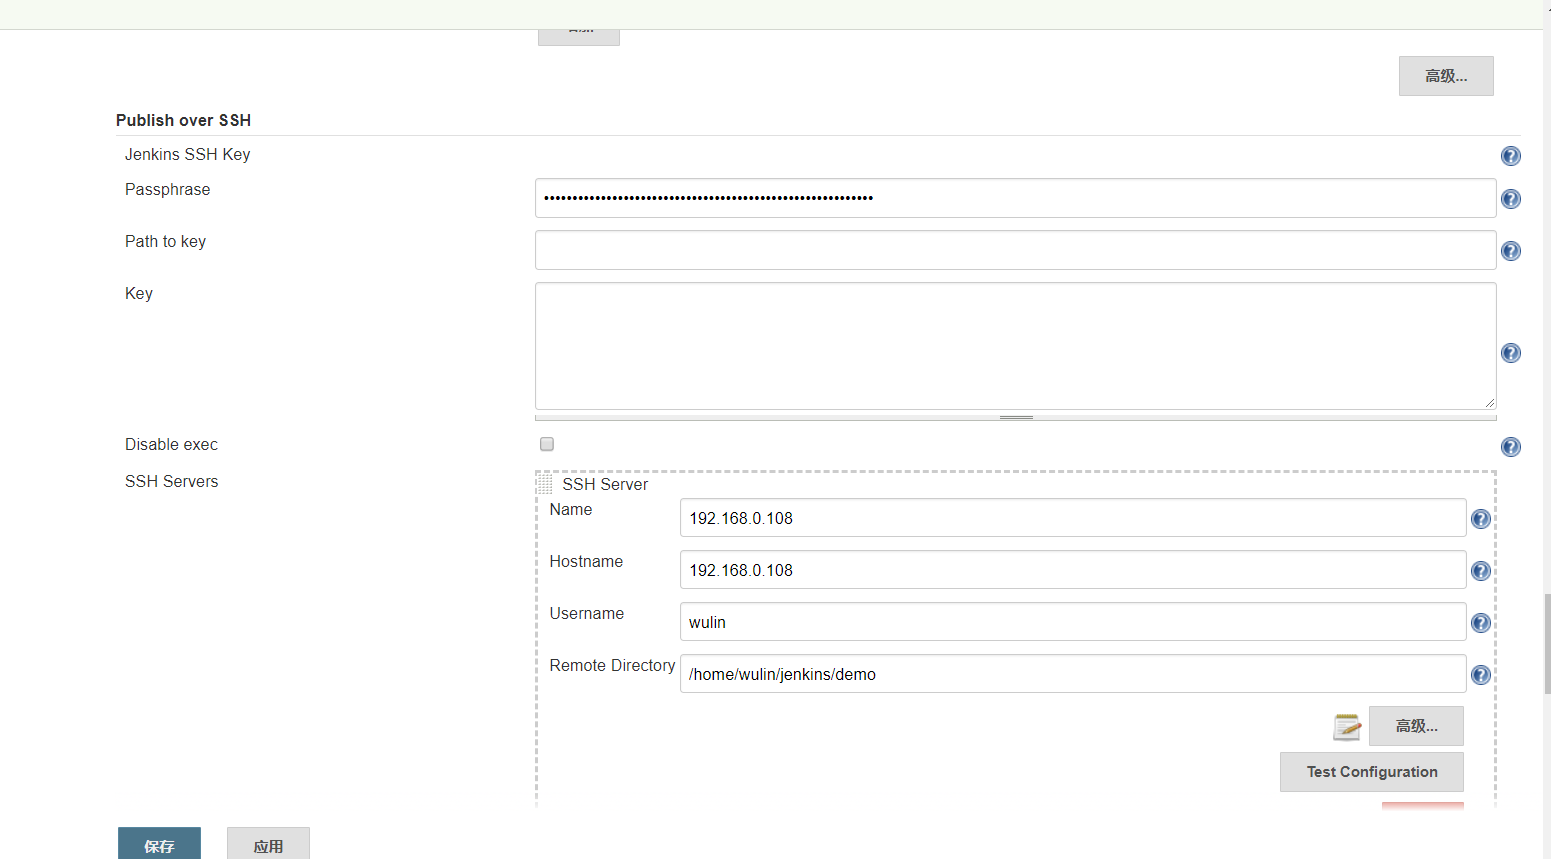 高级...
Publish over SSH
Jenkins SSH Key
Passphrase
Path to key
Key
Disable exec
SSH Servers
SSH Server
Name
192.168.0.108
Hostname
192.168.0.108
Username
wulin
Remote Directory
/home/wulin/jenkins/demo
高级...
Test Configuration
保存
应用